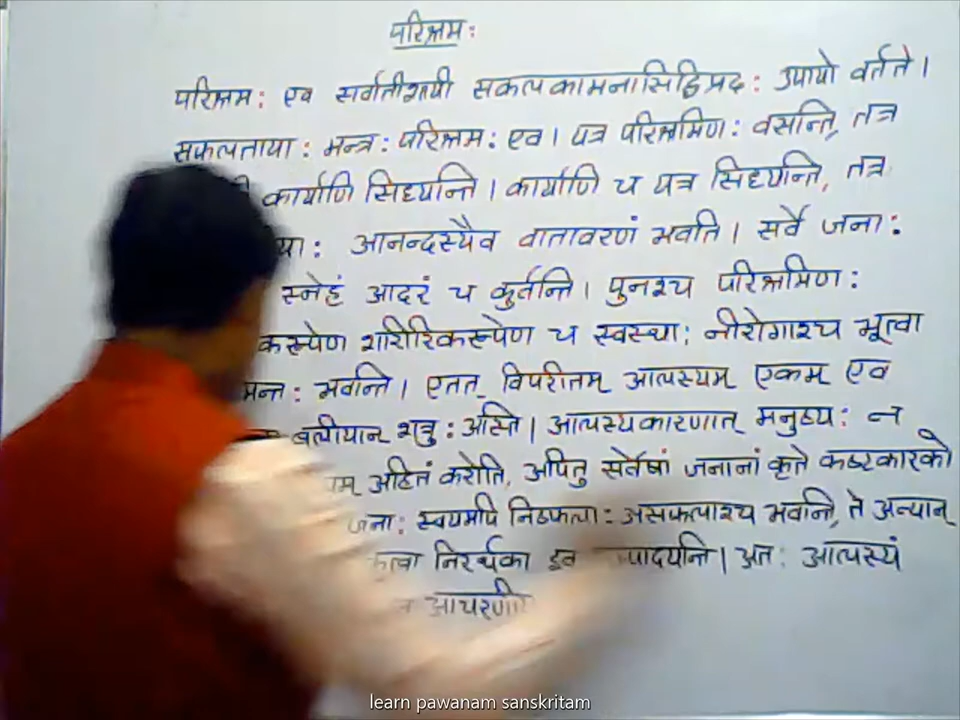 परिश्रम:
परिश्रम: एव सर्वातीशायी सकलकामनासिद्धिप्रद: उपायो वर्तते।
सफलताया: मन्त्र: परिश्रम: एव। यत्र परिश्रमिण: वसन्ति, तत्र
कार्याणि सिद्ध्यन्ति। कार्याणि च यत्र सिद्ध्यन्ति, तत्र
आनन्दस्यैव वातावरणं भवति। सर्वे जना:
स्नेहं आदरं च कुर्वन्ति। पुनश्च परिश्रमिण:
शारीरिकरूपेण च स्वस्था: नीरोगाश्च भूत्वा
भवन्ति। एतत् विपरीतम् आलस्यम् एकम् एव
बलीयान् शत्रु: अस्ति। आलस्यकारणात् मनुष्य: न
अहितं करोति, अपितु सर्वेषां जनानां कृते कष्टकारको
जना: स्वयमपि निष्फला: असफलाश्च भवन्ति, ते अन्यान्
निरर्थका इव अत: आलस्यं
learn pawanam sanskritam